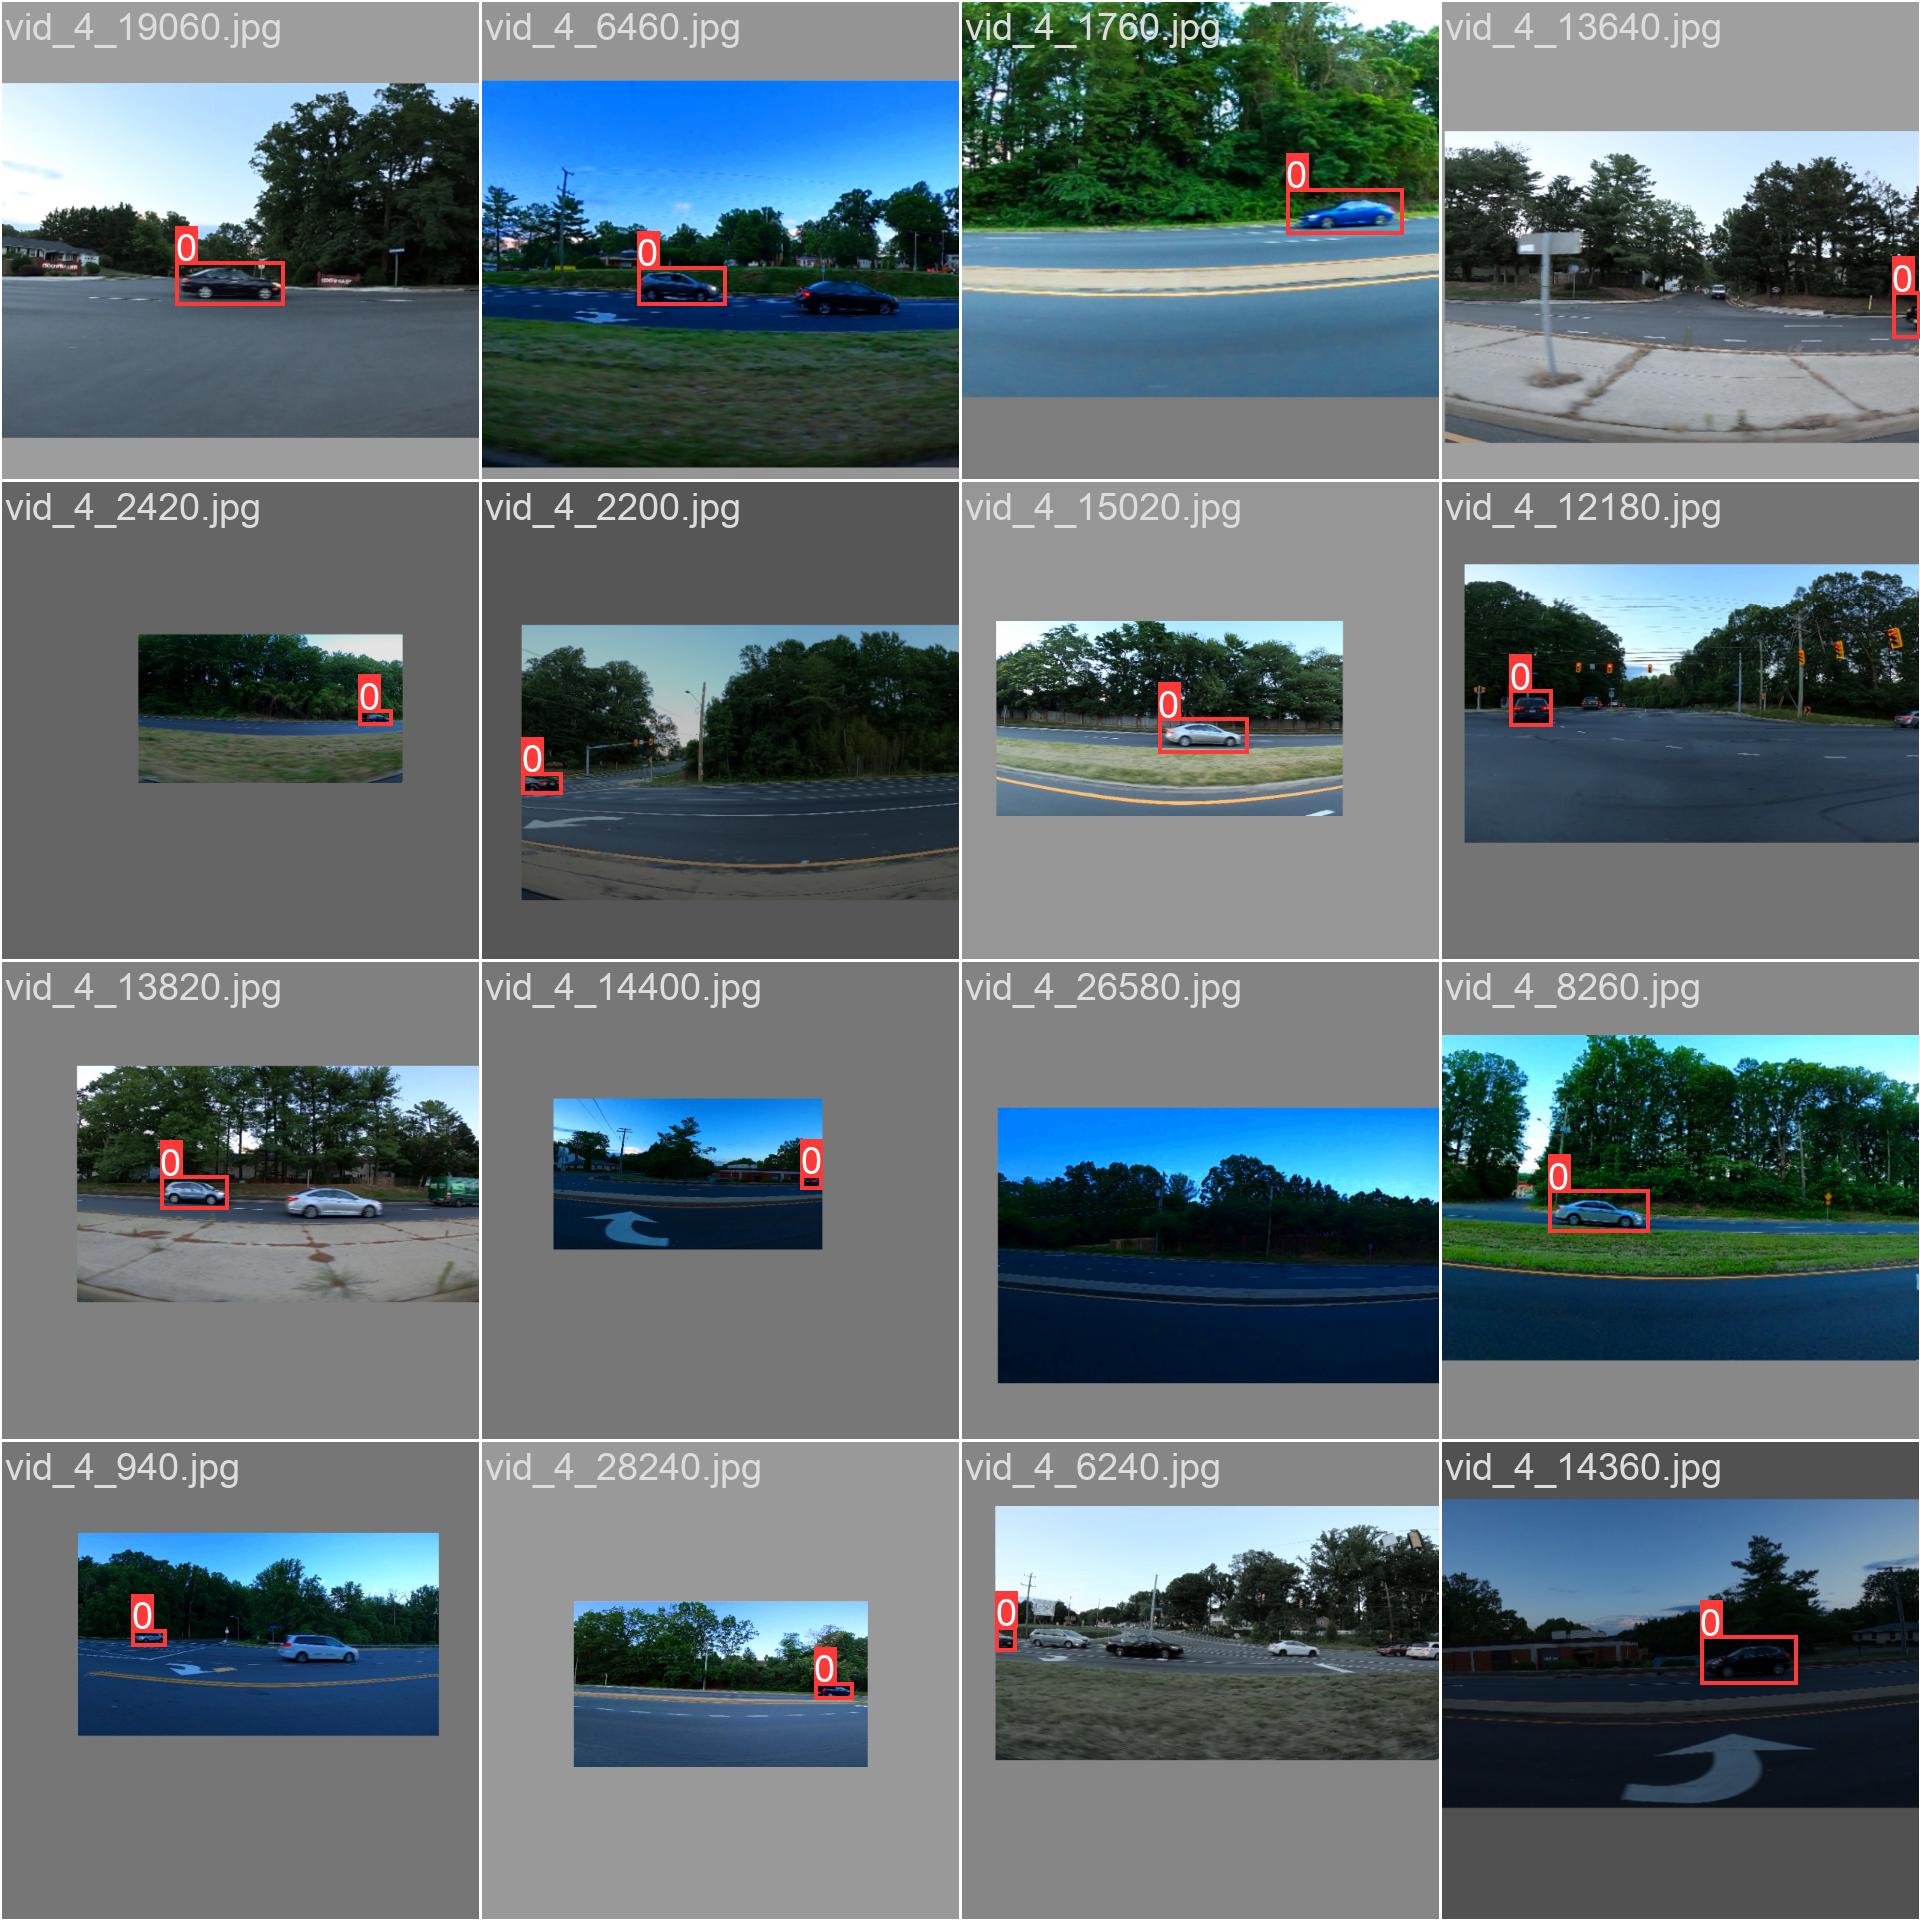 vid_4_19060.jpg
vid_4_6460.jpg
vid_4_1760.jpg
vid_4_13640.jpg
0
0
0
0
vid_4_2420.jpg
vid_4_2200.jpg
vid_4_15020.jpg
vid_4_12180.jpg
0
0
0
0
vid_4_13820.jpg
vid_4_14400.jpg
vid_4_26580.jpg
vid_4_8260.jpg
0
0
0
vid_4_940.jpg
vid_4_28240.jpg
vid_4_6240.jpg
vid_4_14360.jpg
0
0
0
0